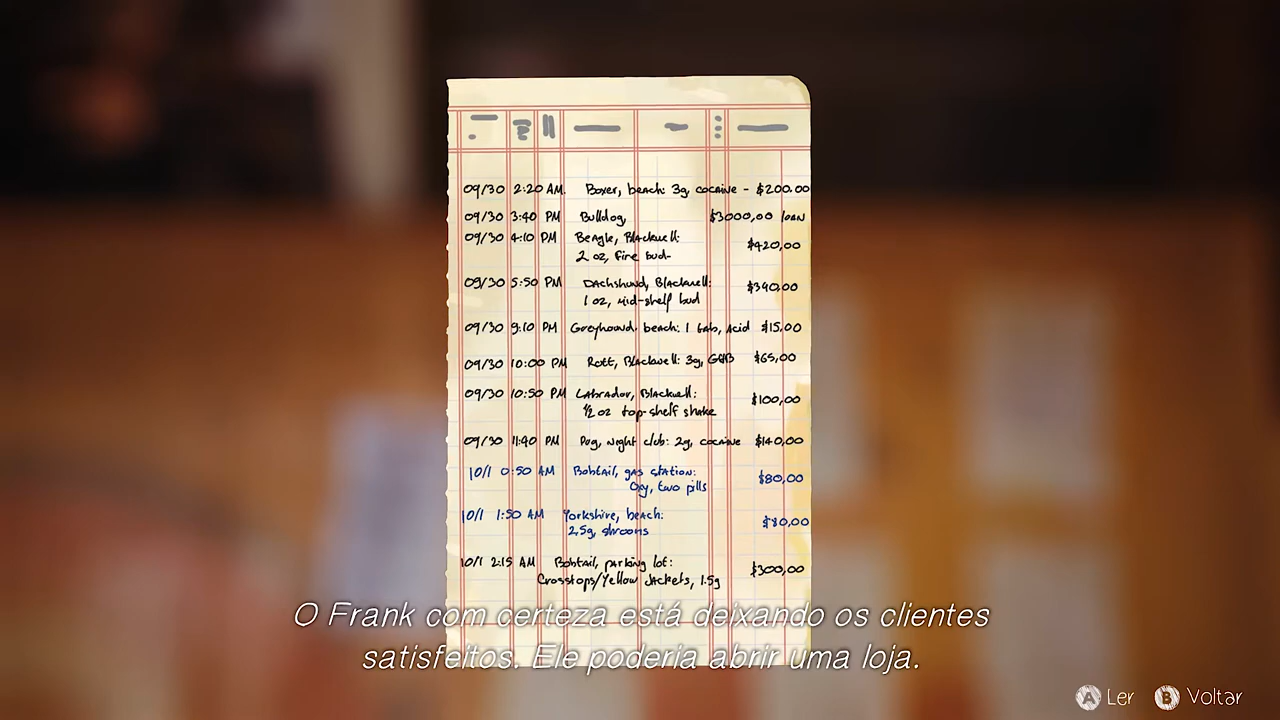 09/30 2:20 AM. Boxer, beach: 3g, cocaine - $200.00
09/30 3:40 PM Bulldog, $3000,00 loan
09/30 4:10 PM Beagle, Blackwell: $420,00
2 oz, fire bud-
09/30 5:50 PM Dachshund, Blackwell: $340,00
1 oz, mid-shelf bud
09/30 9:10 PM Greyhound, beach: 1 tab, Acid $15.00
09/30 10:00 PM Rott, Blackwell: 3g, GHB $65,00
09/30 10:50 PM Labrador, Blackwell: $100,00
1/2 oz top-shelf shake
09/30 11:40 PM Pug, night club: 2g, cocaine $140,00
10/1 0:50 AM Bobtail, gas station: $80,00
Oxy, two pills
10/1 1:50 AM Yorkshire, beach: $80,00
2,5g, shrooms
10/1 2:15 AM Bobtail, parking lot: $300,00
Crosstops/Yellow Jackets, 1.5g
O Frank com certeza está deixando os clientes
satisfeitos. Ele poderia abrir uma loja.
A Ler B Voltar